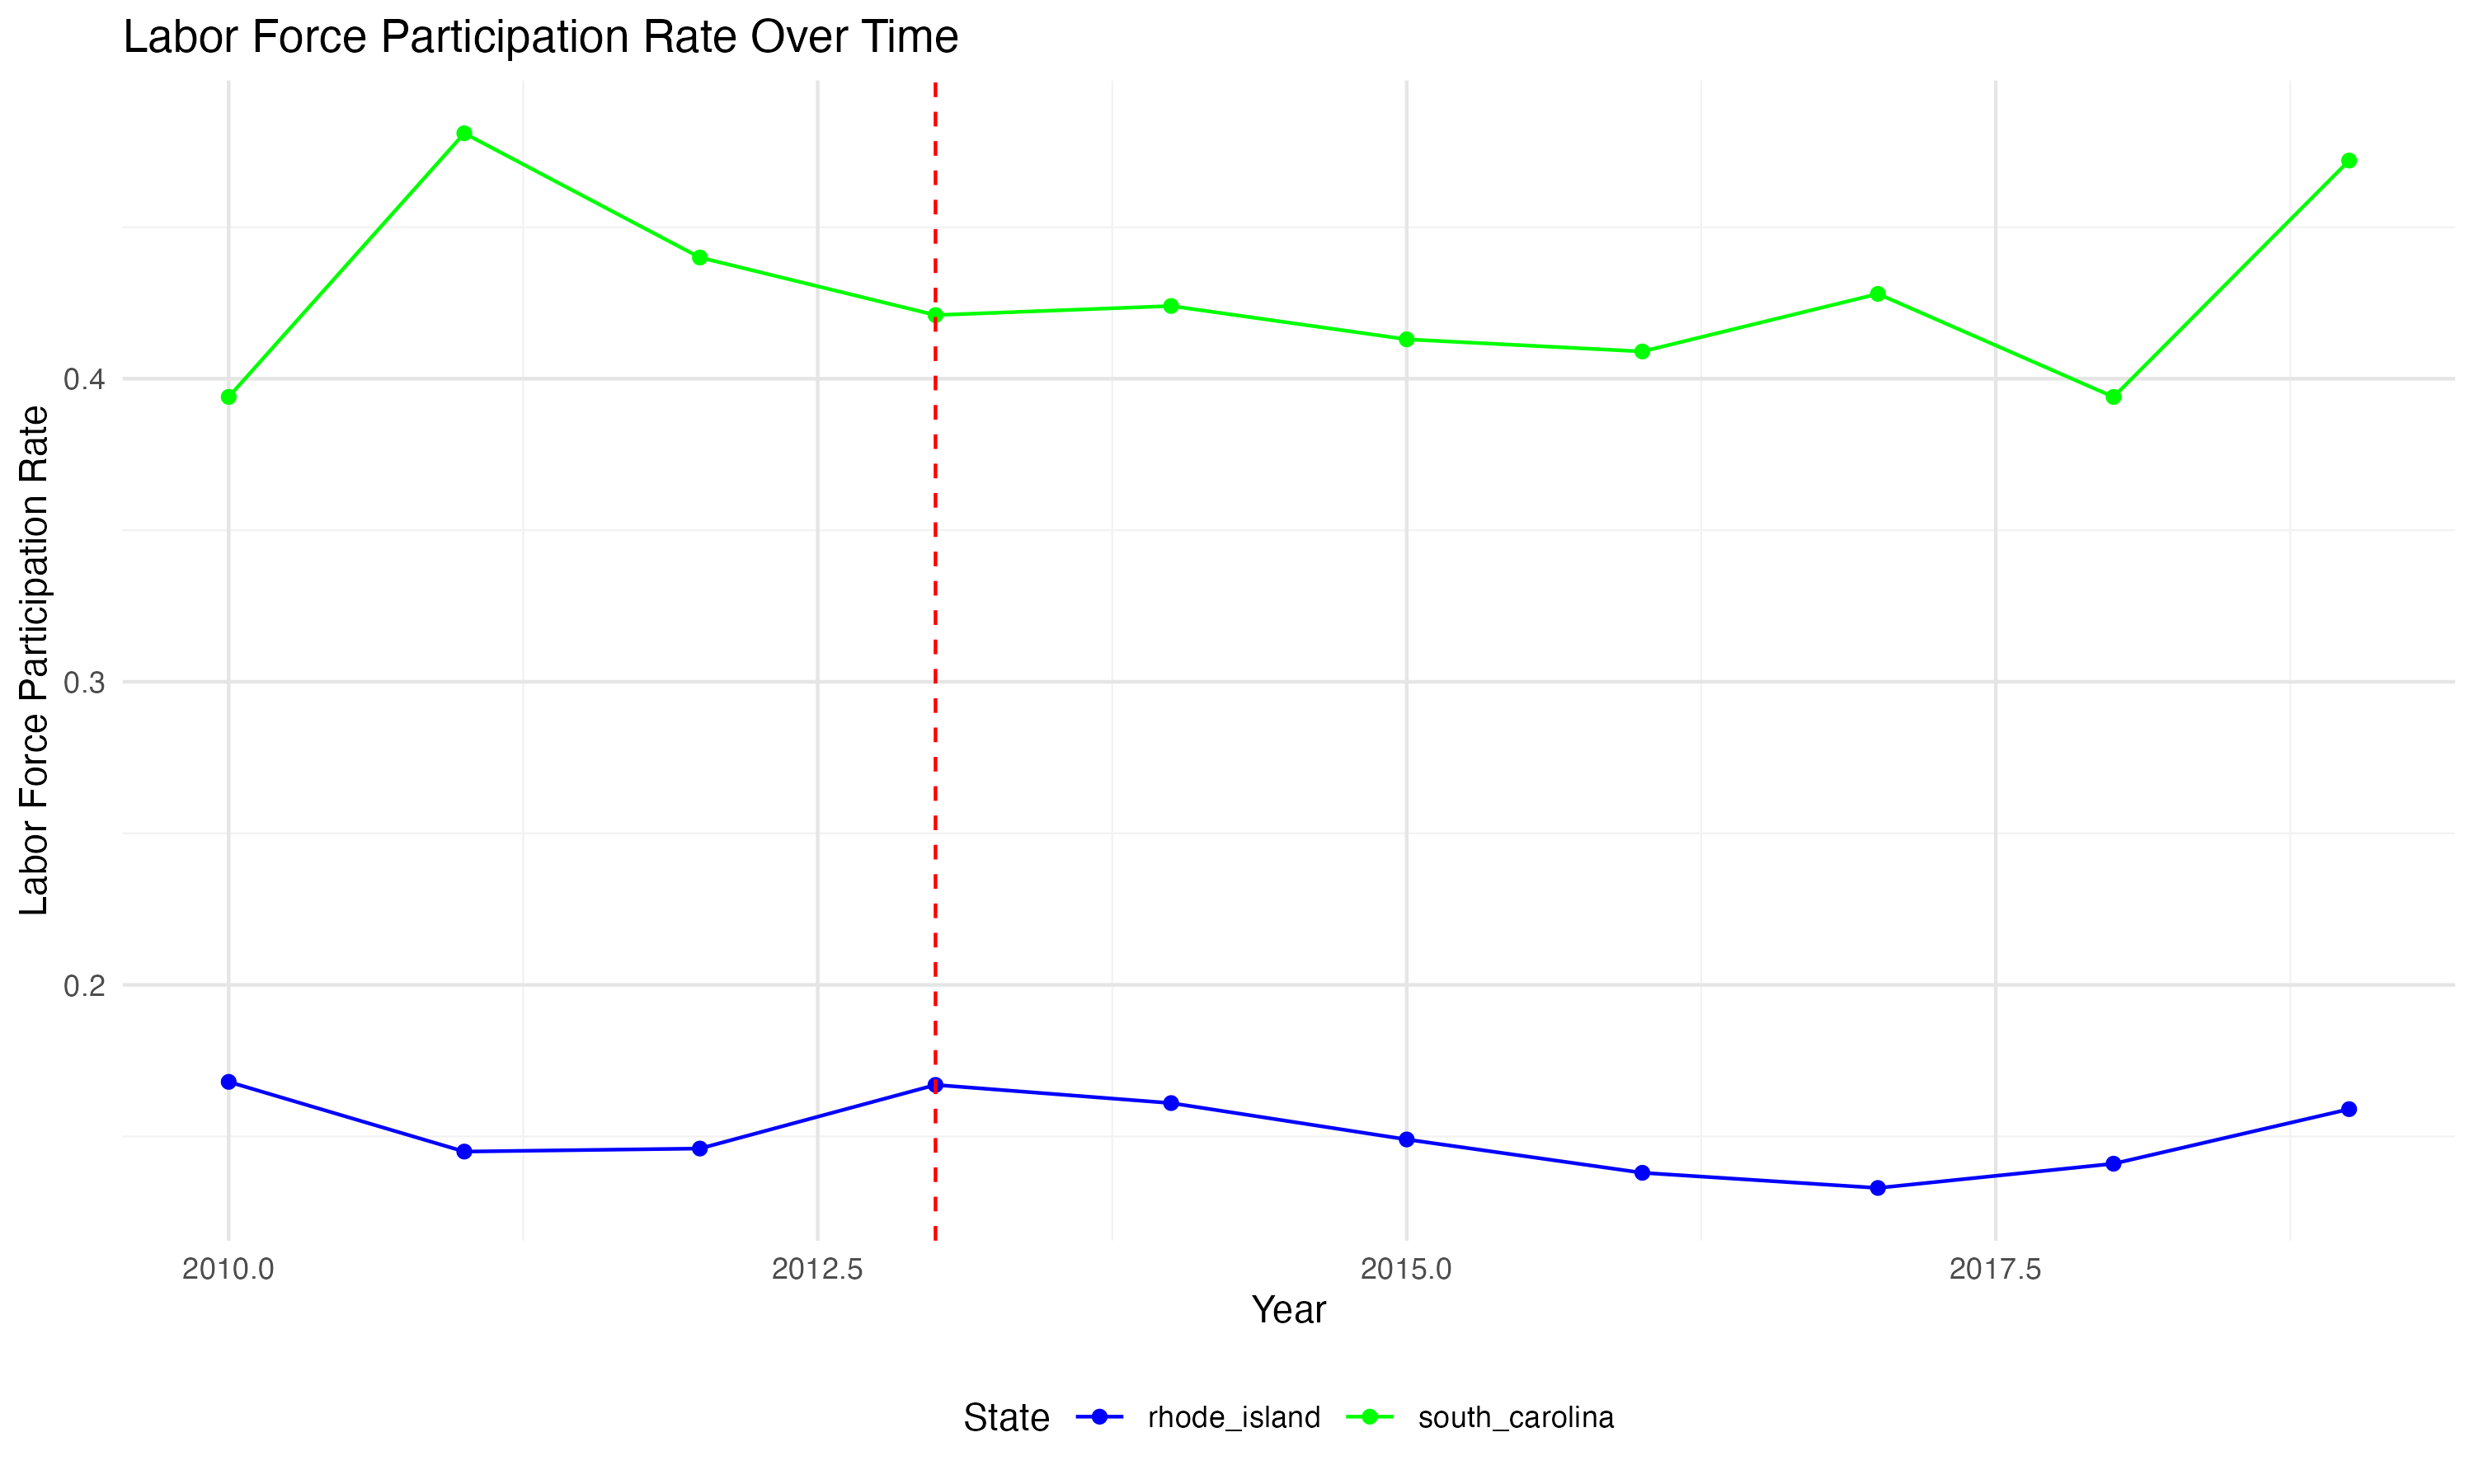 Labor Force Participation Rate Over Time
Labor Force Participation Rate
0.4
0.3
0.2
2010.0 2012.5 2015.0 2017.5
Year
State rhode_island south_carolina